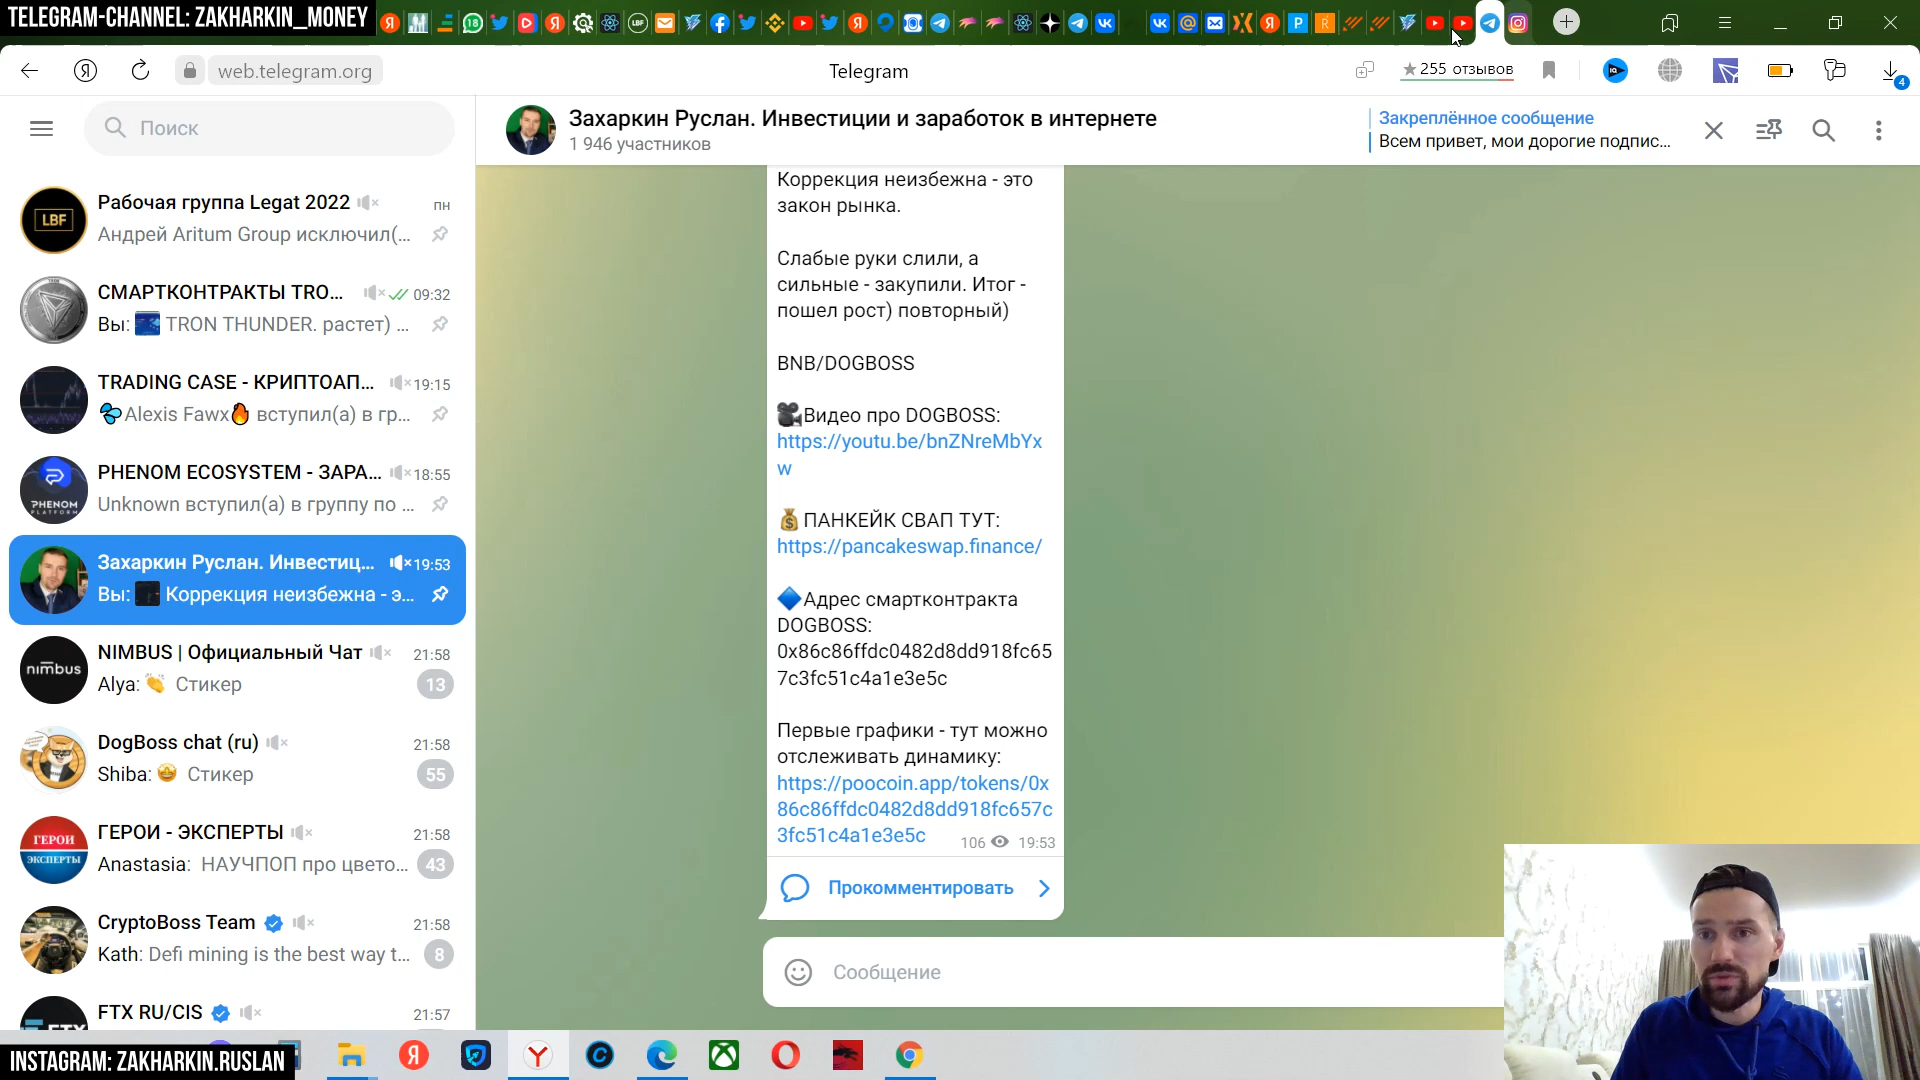 TELEGRAM-CHANNEL: ZAKHARKIN_MONEY
web.telegram.org
Telegram
★255 отзывов
4
Поиск
Захаркин Руслан. Инвестиции и заработок в интернете
1 946 участников
Закреплённое сообщение
Всем привет, мои дорогие подпис...
LBF
Рабочая группа Legat 2022
пн
Андрей Aritum Group исключил(...
СМАРТКОНТРАКТЫ TRO...
09:32
Вы: TRON THUNDER. растет) ...
TRADING CASE - КРИПТОАП...
19:15
Alexis Fawx🔥 вступил(а) в гр...
PHENOM
PLATFORM
PHENOM ECOSYSTEM - ЗАРА...
18:55
Unknown вступил(а) в группу по ...
Захаркин Руслан. Инвестиц...
19:53
Вы: Коррекция неизбежна - э...
nimbus
NIMBUS | Официальный Чат
21:58
Alya: 👏 Стикер
13
DogBoss chat (ru)
21:58
Shiba: 🤩 Стикер
55
ГЕРОИ
ЭКСПЕРТЫ
ГЕРОИ - ЭКСПЕРТЫ
21:58
Anastasia: НАУЧПОП про цвето...
43
CryptoBoss Team
21:58
Kath: Defi mining is the best way t...
8
FTX RU/CIS
21:57
Коррекция неизбежна - это
закон рынка.
Слабые руки слили, а
сильные - закупили. Итог -
пошел рост) повторный)
BNB/DOGBOSS
🎥Видео про DOGBOSS:
https://youtu.be/bnZNreMbYx
w
💰ПАНКЕЙК СВАП ТУТ:
https://pancakeswap.finance/
🔷Адрес смартконтракта
DOGBOSS:
0x86c86ffdc0482d8dd918fc65
7c3fc51c4a1e3e5c
Первые графики - тут можно
отслеживать динамику:
https://poocoin.app/tokens/0x
86c86ffdc0482d8dd918fc657c
3fc51c4a1e3e5c
106 19:53
Прокомментировать
Сообщение
INSTAGRAM: ZAKHARKIN.RUSLAN